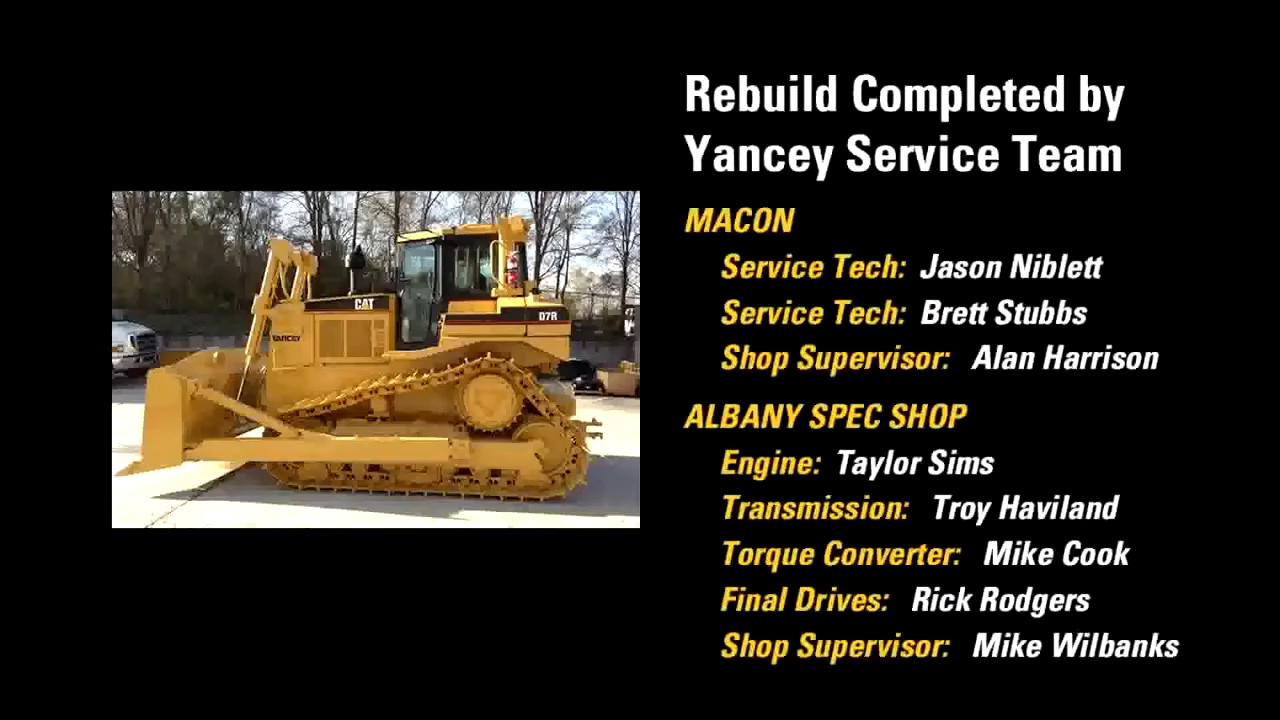 Rebuild Completed by
Yancey Service Team
MACON
Service Tech: Jason Niblett
Service Tech: Brett Stubbs
Shop Supervisor: Alan Harrison
ALBANY SPEC SHOP
Engine: Taylor Sims
Transmission: Troy Haviland
Torque Converter: Mike Cook
Final Drives: Rick Rodgers
Shop Supervisor: Mike Wilbanks
CAT
D7R
YANCEY